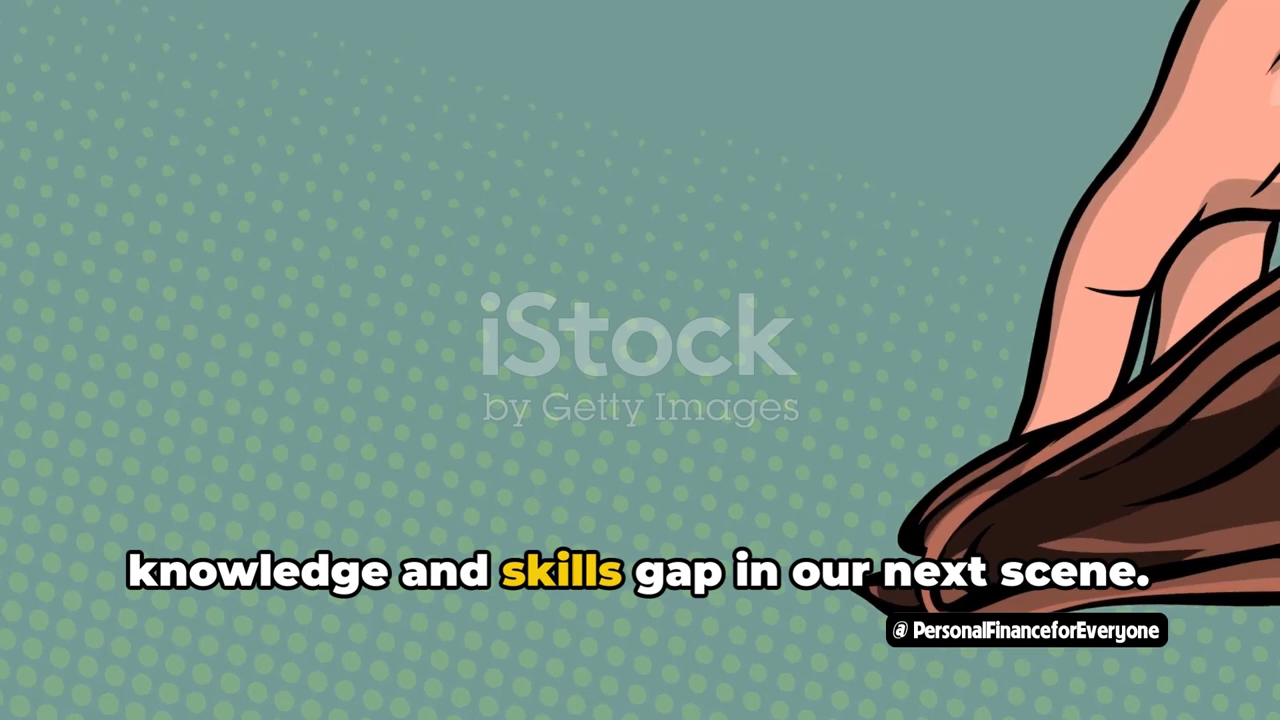 iStock
by Getty Images
knowledge and skills gap in our next scene.
@ PersonalFinanceforEveryone